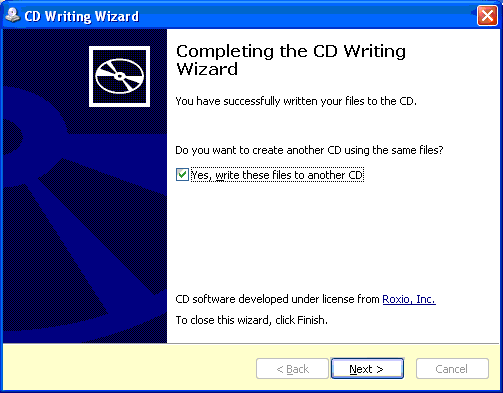 CD Writing Wizard
Completing the CD Writing
Wizard
You have successfully written your files to the CD.
Do you want to create another CD using the same files?
Yes, write these files to another CD
CD software developed under license from Roxio, Inc.
To close this wizard, click Finish.
< Back
Next >
Cancel